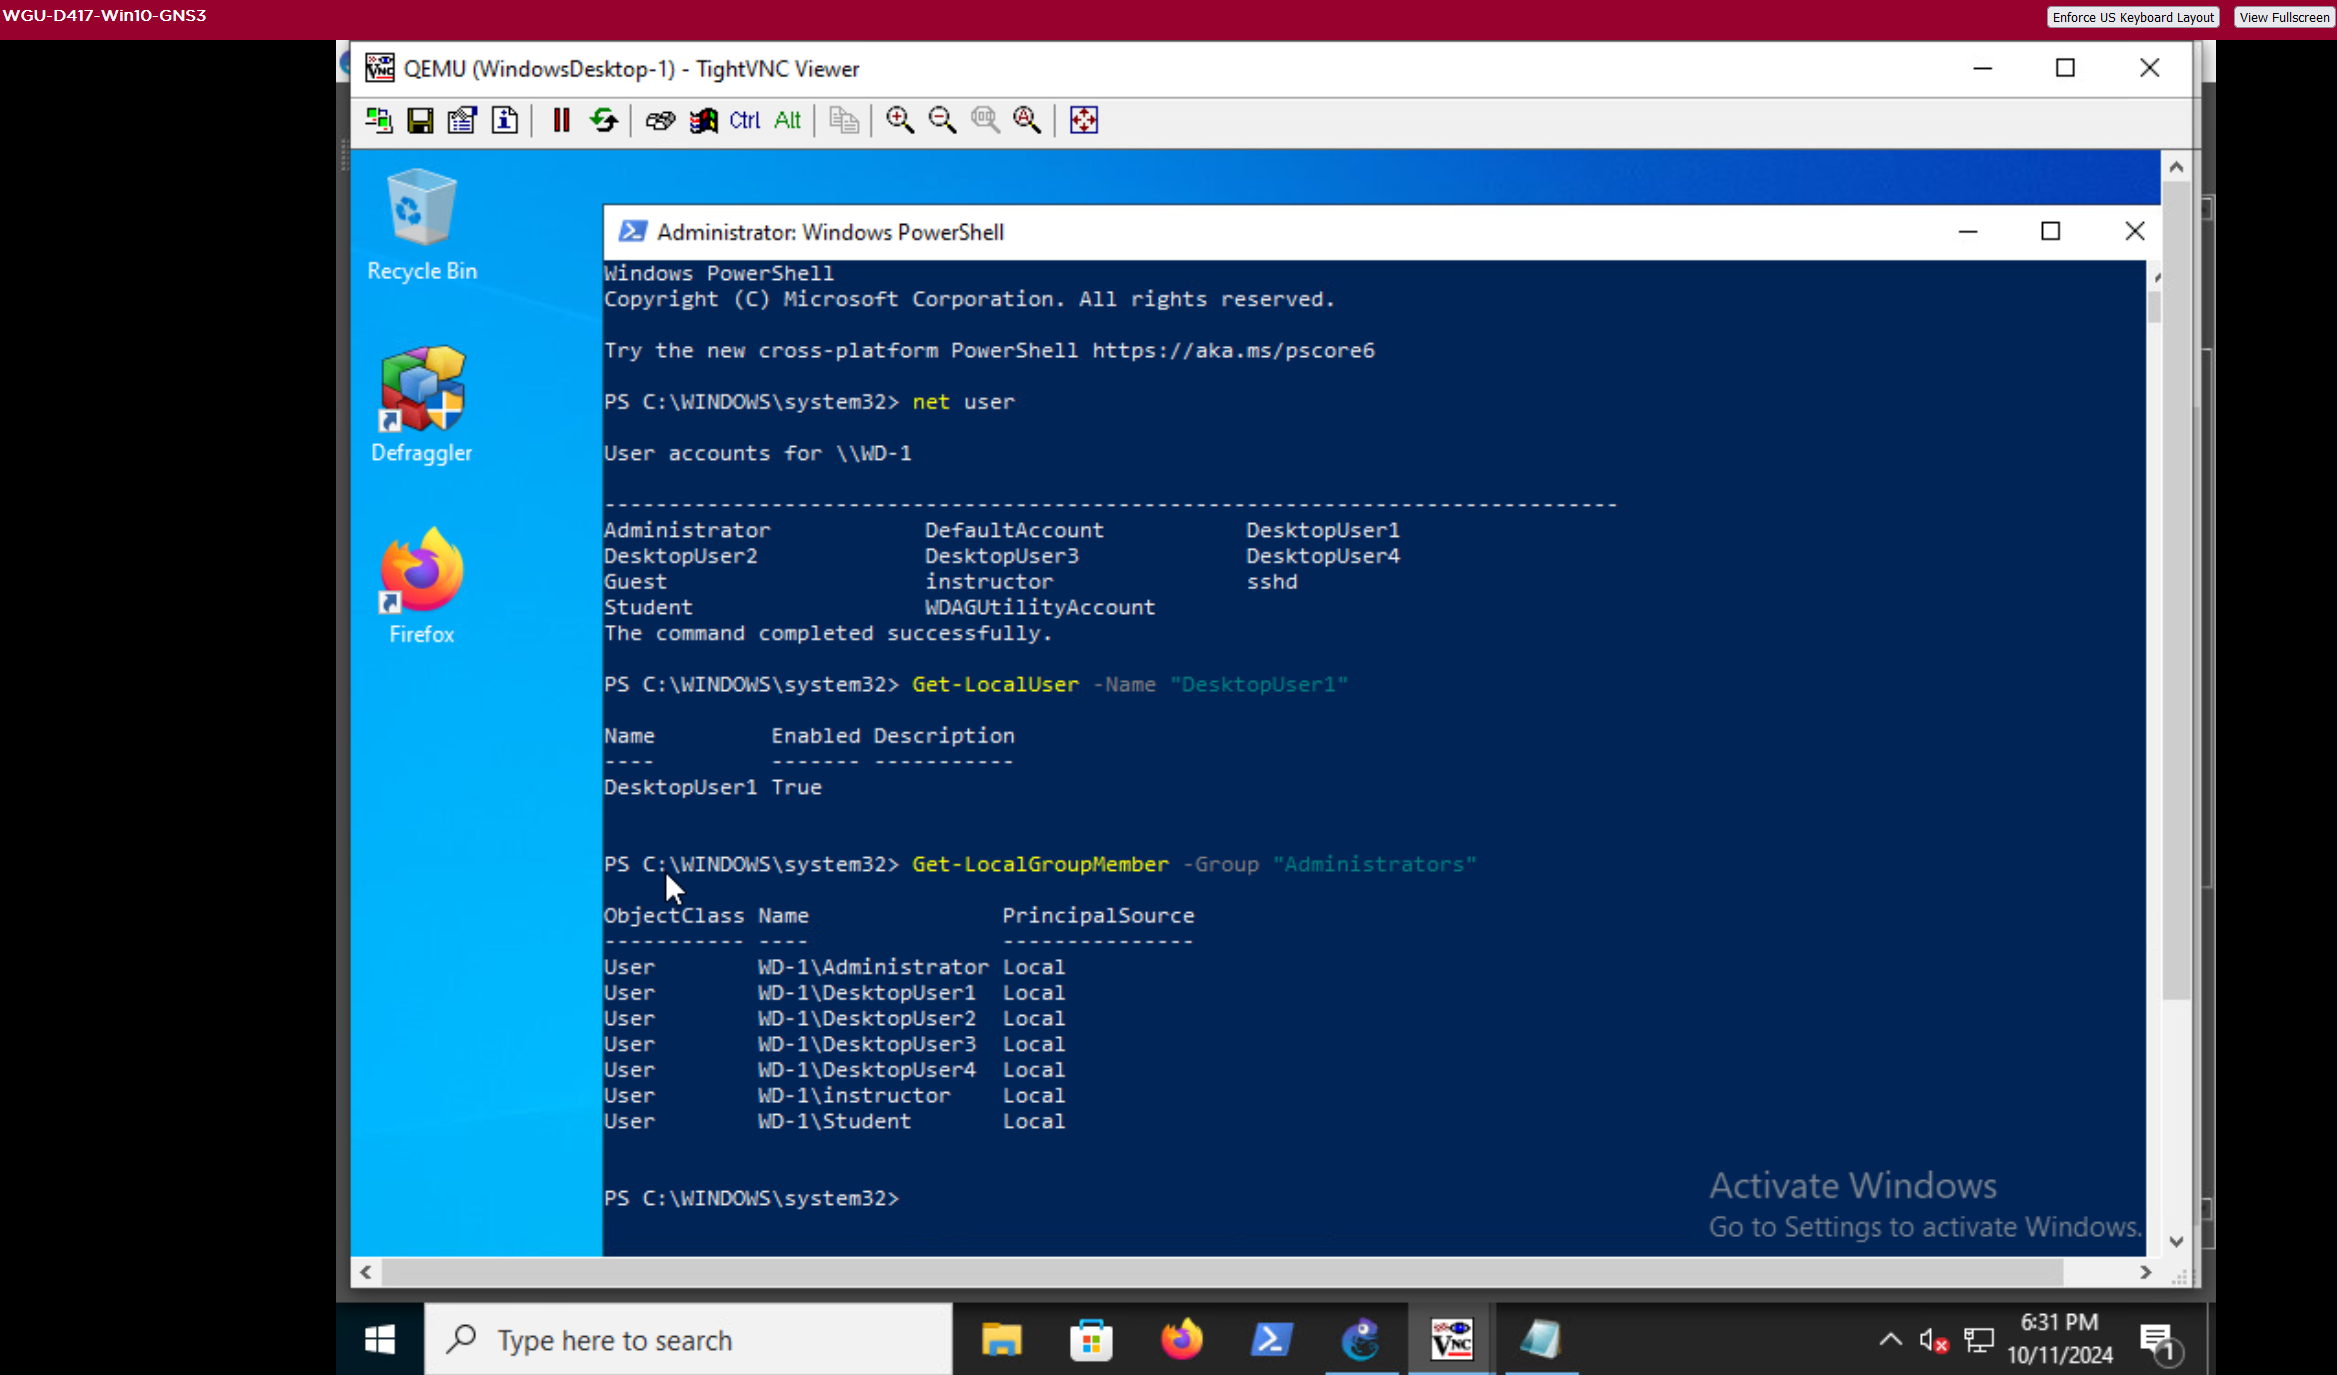 WGU-D417-Win10-GNS3
Enforce US Keyboard Layout
View Fullscreen
QEMU (WindowsDesktop-1) - TightVNC Viewer
Ctrl Alt
Recycle Bin
Defraggler
Firefox
Administrator: Windows PowerShell
Windows PowerShell
Copyright (C) Microsoft Corporation. All rights reserved.
Try the new cross-platform PowerShell https://aka.ms/pscore6
PS C:\WINDOWS\system32> net user
User accounts for \\WD-1
-------------------------------------------------------------------------------
Administrator            DefaultAccount           DesktopUser1
DesktopUser2             DesktopUser3             DesktopUser4
Guest                    instructor               sshd
Student                  WDAGUtilityAccount
The command completed successfully.
PS C:\WINDOWS\system32> Get-LocalUser -Name "DesktopUser1"
Name         Enabled Description
----         ------- -----------
DesktopUser1 True
PS C:\WINDOWS\system32> Get-LocalGroupMember -Group "Administrators"
ObjectClass Name               PrincipalSource
----------- ----               ---------------
User        WD-1\Administrator Local
User        WD-1\DesktopUser1  Local
User        WD-1\DesktopUser2  Local
User        WD-1\DesktopUser3  Local
User        WD-1\DesktopUser4  Local
User        WD-1\instructor    Local
User        WD-1\Student       Local
PS C:\WINDOWS\system32>
Activate Windows
Go to Settings to activate Windows.
Type here to search
VNC
6:31 PM
10/11/2024
1